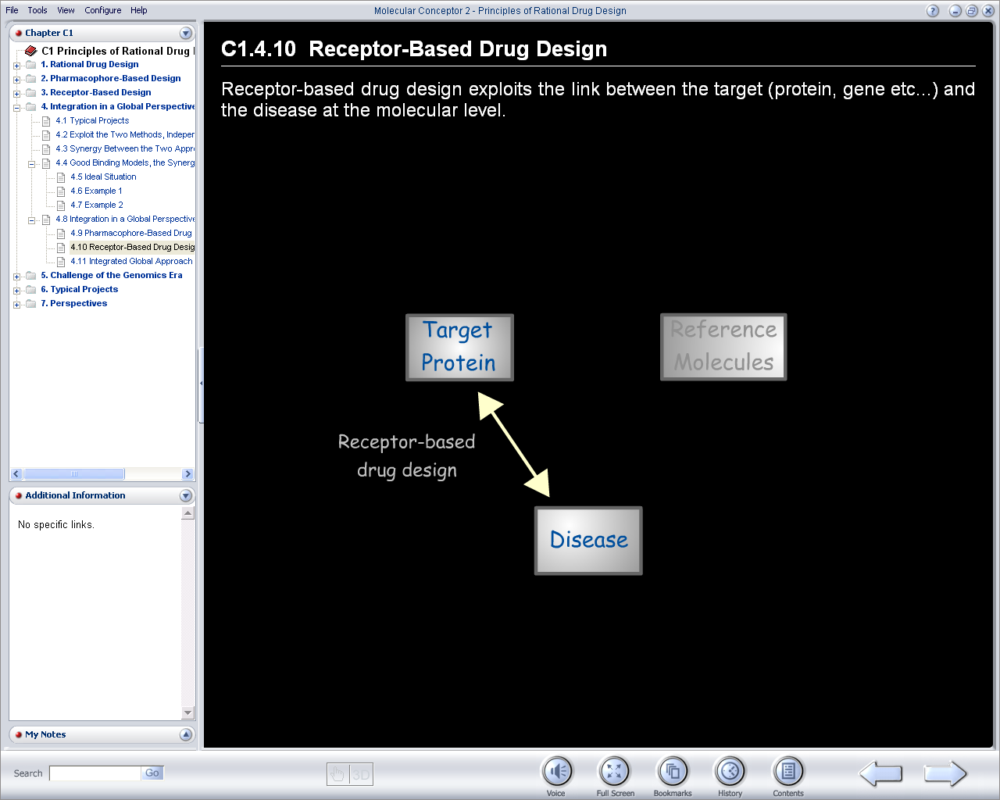 File Tools View Configure Help
Molecular Conceptor 2 - Principles of Rational Drug Design
Chapter C1
C1 Principles of Rational Drug
1. Rational Drug Design
2. Pharmacophore-Based Design
3. Receptor-Based Design
4. Integration in a Global Perspective
4.1 Typical Projects
4.2 Exploit the Two Methods, Indepen
4.3 Synergy Between the Two Appr
4.4 Good Binding Models, the Synerg
4.5 Ideal Situation
4.6 Example 1
4.7 Example 2
4.8 Integration in a Global Perspective
4.9 Pharmacophore-Based Drug
4.10 Receptor-Based Drug Desig
4.11 Integrated Global Approach
5. Challenge of the Genomics Era
6. Typical Projects
7. Perspectives
Additional Information
No specific links.
My Notes
C1.4.10 Receptor-Based Drug Design
Receptor-based drug design exploits the link between the target (protein, gene etc...) and
the disease at the molecular level.
Target
Protein
Reference
Molecules
Receptor-based
drug design
Disease
Search
Go
3D
Voice
Full Screen
Bookmarks
History
Contents